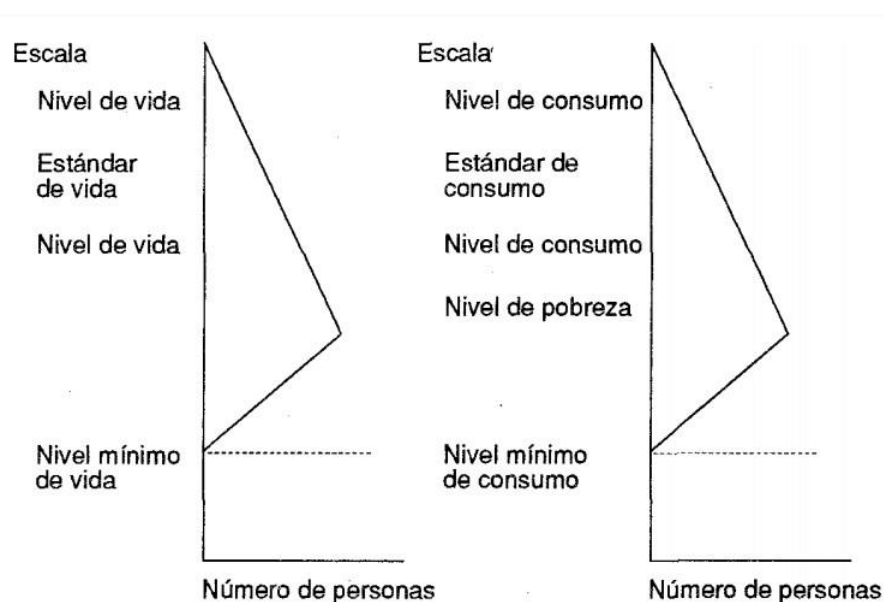 Escala
Nivel de vida
Estándar
de vida
Nivel de vida
Nivel mínimo
de vida
Número de personas
Escala
Nivel de consumo
Estándar de
consumo
Nivel de consumo
Nivel de pobreza
Nivel mínimo
de consumo
Número de personas